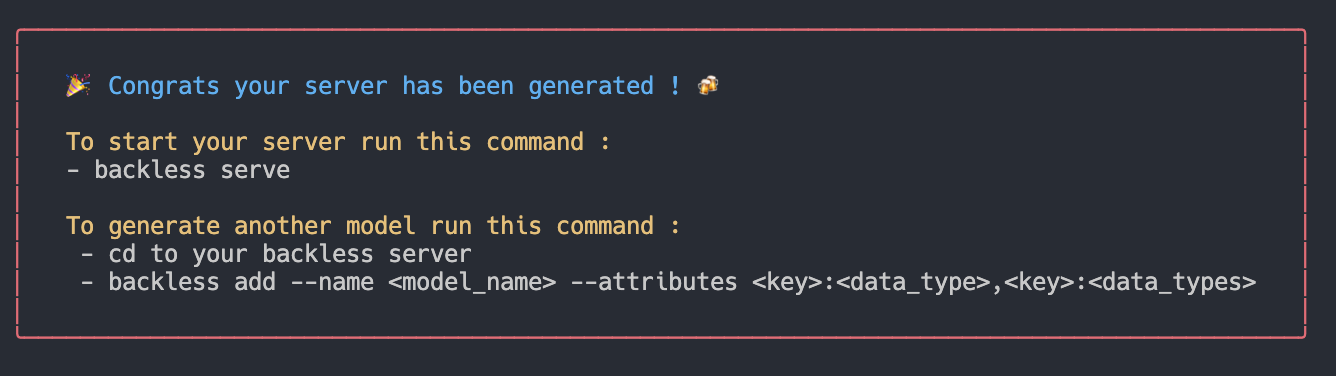 🎉 Congrats your server has been generated ! 🍻
To start your server run this command :
- backless serve
To generate another model run this command :
- cd to your backless server
- backless add --name <model_name> --attributes <key>:<data_type>,<key>:<data_types>